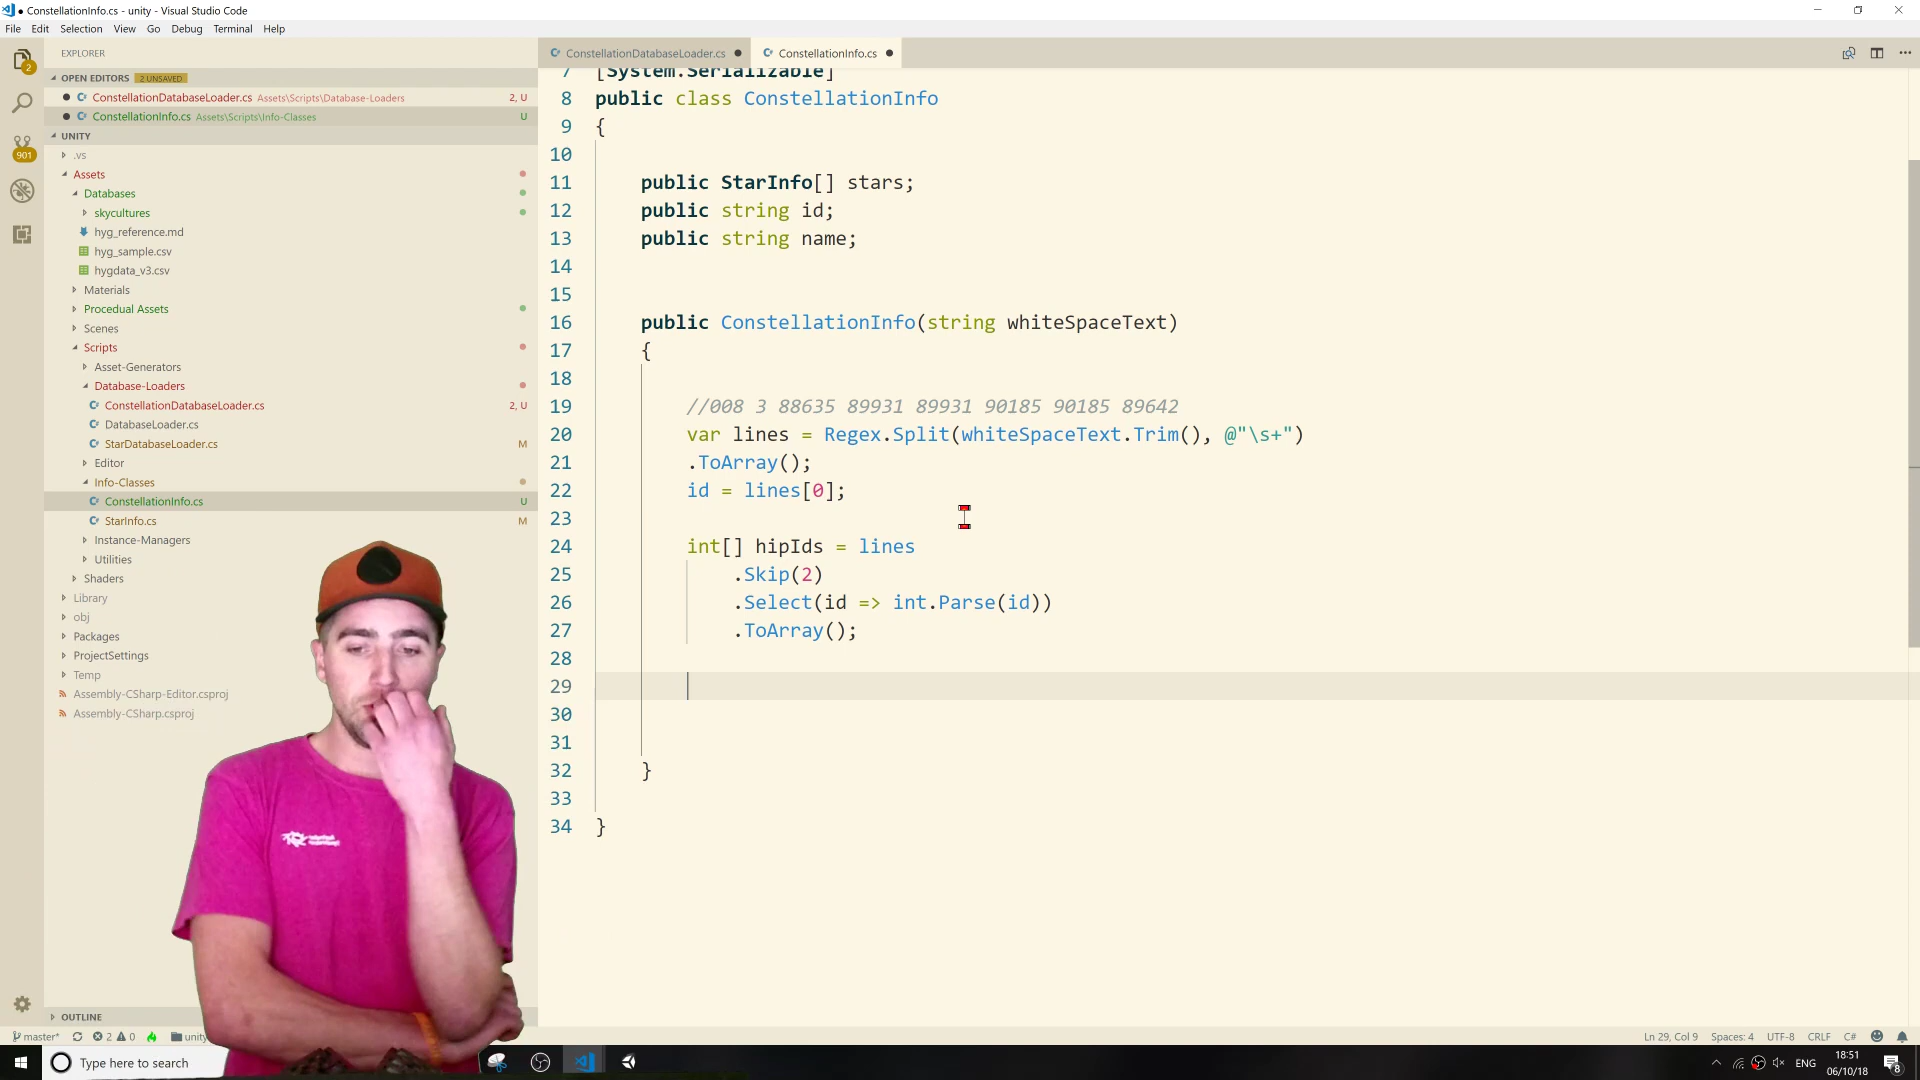 ConstellationInfo.cs - unity - Visual Studio Code
File Edit Selection View Go Debug Terminal Help
EXPLORER
OPEN EDITORS 2 UNSAVED
ConstellationDatabaseLoader.cs Assets\Scripts\Database-Loaders 2, U
ConstellationInfo.cs Assets\Scripts\Info-Classes U
UNITY
.vs
Assets
Databases
skycultures
hyg_reference.md
hyg_sample.csv
hygdata_v3.csv
Materials
Procedual Assets
Scenes
Scripts
Asset-Generators
Database-Loaders
ConstellationDatabaseLoader.cs 2, U
DatabaseLoader.cs
StarDatabaseLoader.cs M
Editor
Info-Classes
ConstellationInfo.cs U
StarInfo.cs M
Instance-Managers
Utilities
Shaders
Library
obj
Packages
ProjectSettings
Temp
Assembly-CSharp-Editor.csproj
Assembly-CSharp.csproj
OUTLINE
2
901
ConstellationDatabaseLoader.cs ConstellationInfo.cs
7 [System.Serializable]
8 public class ConstellationInfo
9 {
10
11 public StarInfo[] stars;
12 public string id;
13 public string name;
14
15
16 public ConstellationInfo(string whiteSpaceText)
17 {
18
19 //008 3 88635 89931 89931 90185 90185 89642
20 var lines = Regex.Split(whiteSpaceText.Trim(), @"\s+")
21 .ToArray();
22 id = lines[0];
23
24 int[] hipIds = lines
25 .Skip(2)
26 .Select(id => int.Parse(id))
27 .ToArray();
28
29
30
31
32 }
33
34 }
master* 2 0 unity Ln 29, Col 9 Spaces: 4 UTF-8 CRLF C#
Type here to search ENG 18:51
06/10/18 8